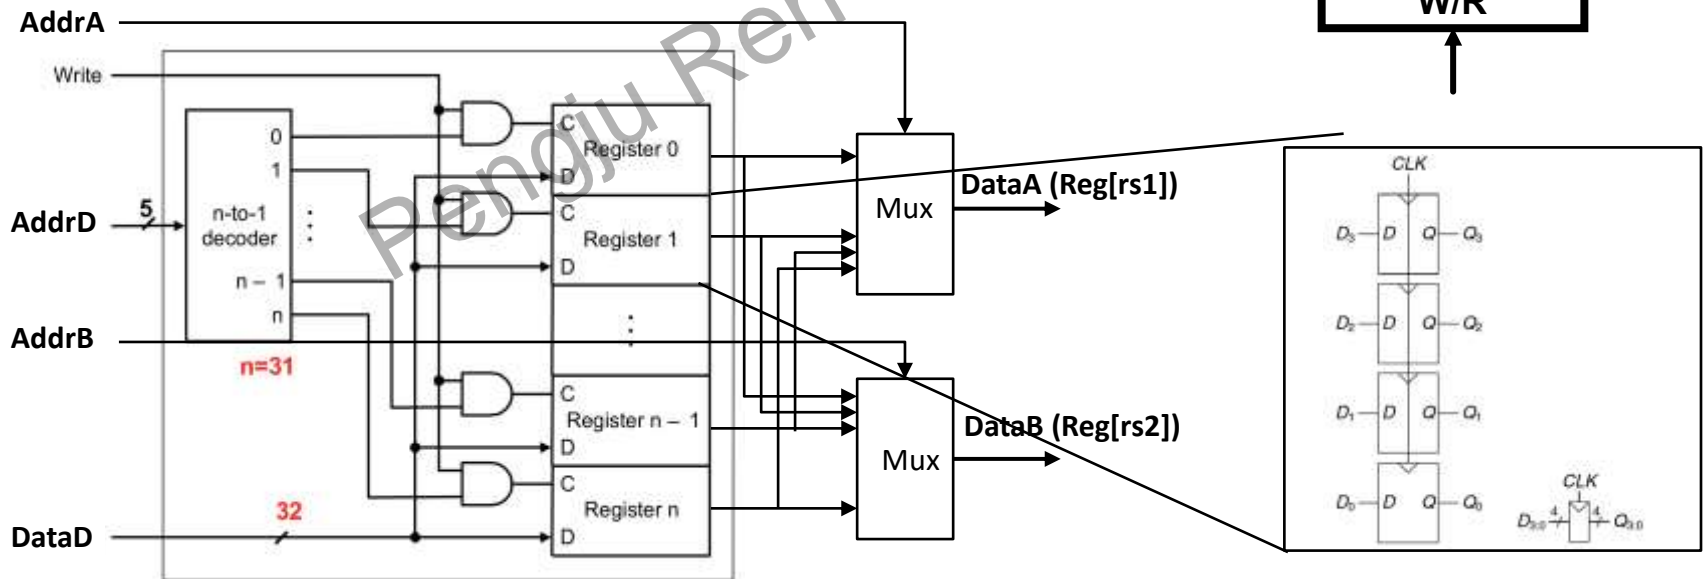 AddrA
W/R
Pengju Ren
Write
0
1
n-to-1
decoder
⋮
n – 1
n
5
AddrD
AddrB
n=31
32
DataD
C
Register 0
D
C
Register 1
D
⋮
C
Register n – 1
D
C
Register n
D
Mux
DataA (Reg[rs1])
Mux
DataB (Reg[rs2])
CLK
D3 D Q Q3
D2 D Q Q2
D1 D Q Q1
D0 D Q Q0
CLK
D3:0 4 4 Q3:0